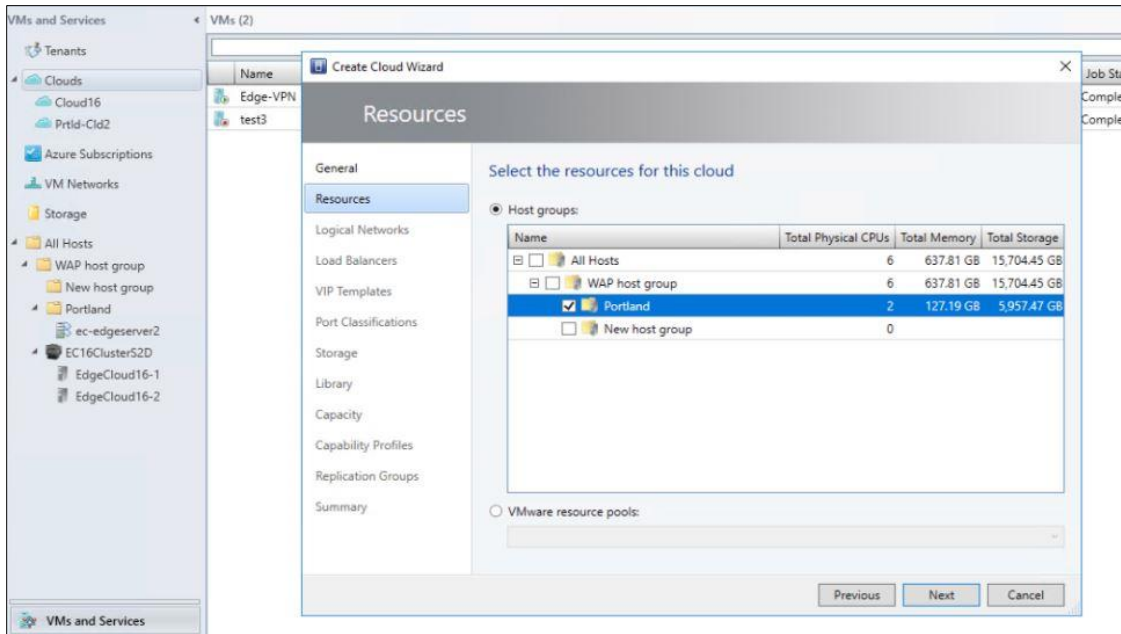 VMs and Services
Tenants
Clouds
Cloud16
Prtld-Cld2
Azure Subscriptions
VM Networks
Storage
All Hosts
WAP host group
New host group
Portland
ec-edgeserver2
EC16ClusterS2D
EdgeCloud16-1
EdgeCloud16-2
VMs and Services
VMs (2)
Name
Job Sta
Edge-VPN
Comple
test3
Comple
Create Cloud Wizard
Resources
General
Resources
Logical Networks
Load Balancers
VIP Templates
Port Classifications
Storage
Library
Capacity
Capability Profiles
Replication Groups
Summary
Select the resources for this cloud
Host groups:
Name Total Physical CPUs Total Memory Total Storage
All Hosts 6 637.81 GB 15,704.45 GB
WAP host group 6 637.81 GB 15,704.45 GB
Portland 2 127.19 GB 5,957.47 GB
New host group 0
VMware resource pools:
Previous Next Cancel